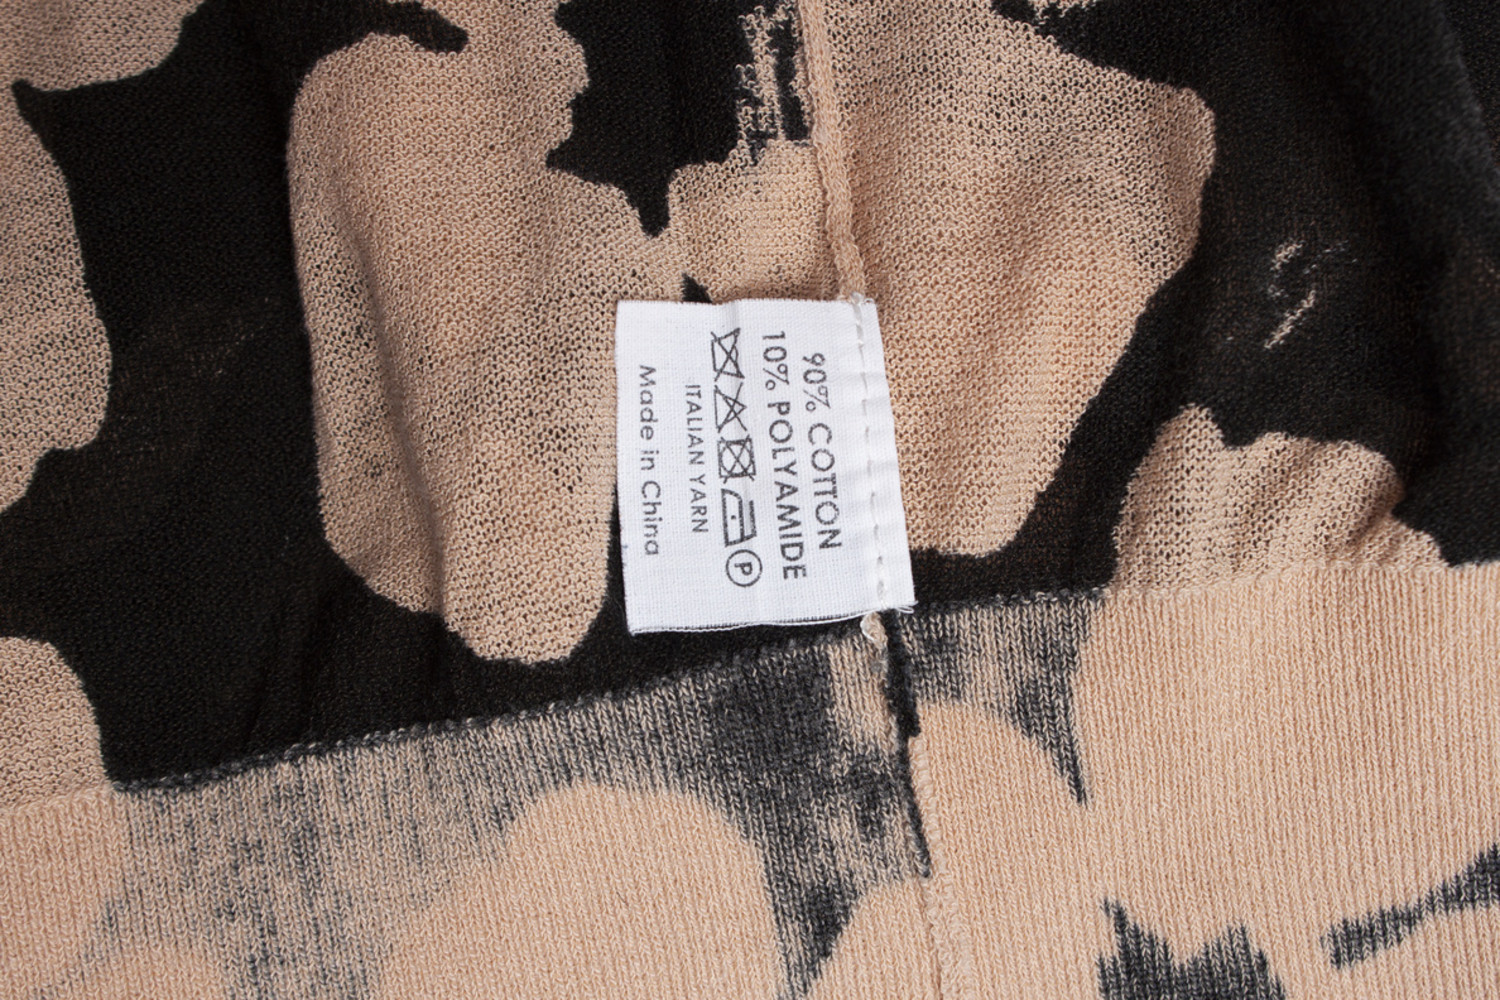 90% COTTON
10% POLYAMIDE
P
ITALIAN YARN
Made in China